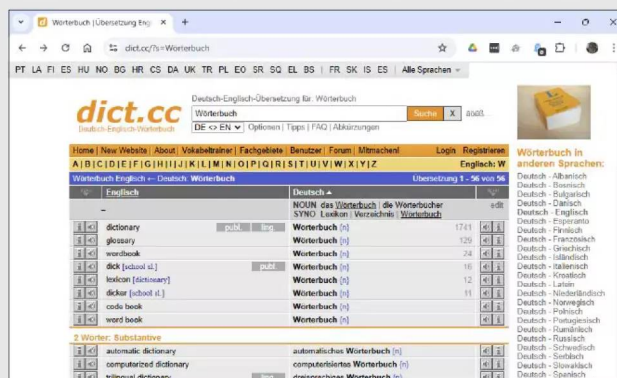 Wörterbuch | Übersetzung Eng
dict.cc/?s=Wörterbuch
PT LA FI ES HU NO BG HR CS DA UK TR PL EO SR SQ EL BS | FR SK IS ES | Alle Sprachen
dict.cc
Deutsch-Englisch-Wörterbuch
Deutsch-Englisch-Übersetzung für: Wörterbuch
Wörterbuch
Suche X äöüß...
DE <> EN Optionen | Tipps | FAQ | Abkürzungen
Home | New Website | About | Vokabeltrainer | Fachgebiete | Benutzer | Forum | Mitmachen! Login Registrieren
A | B | C | D | E | F | G | H | I | J | K | L | M | N | O | P | Q | R | S | T | U | V | W | X | Y | Z Englisch: W
Wörterbuch Englisch ← Deutsch: Wörterbuch Übersetzung 1 - 56 von 56
Englisch Deutsch
– NOUN das Wörterbuch | die Wörterbücher edit
SYNO Lexikon | Verzeichnis | Wörterbuch
dictionary publ. ling. Wörterbuch {n} 1741
glossary Wörterbuch {n} 129
wordbook Wörterbuch {n} 24
dick [school sl.] publ. Wörterbuch {n} 16
lexicon [dictionary] Wörterbuch {n} 12
dicker [school sl.] Wörterbuch {n} 11
code book Wörterbuch {n}
word book Wörterbuch {n}
2 Wörter: Substantive
automatic dictionary automatisches Wörterbuch {n}
computerized dictionary computerisiertes Wörterbuch {n}
trilingual dictionary ling. dreisprachiges Wörterbuch {n}
Wörterbuch in
anderen Sprachen:
Deutsch - Albanisch
Deutsch - Bosnisch
Deutsch - Bulgarisch
Deutsch - Dänisch
Deutsch - Englisch
Deutsch - Esperanto
Deutsch - Finnisch
Deutsch - Französisch
Deutsch - Griechisch
Deutsch - Isländisch
Deutsch - Italienisch
Deutsch - Kroatisch
Deutsch - Latein
Deutsch - Niederländisch
Deutsch - Norwegisch
Deutsch - Polnisch
Deutsch - Portugiesisch
Deutsch - Rumänisch
Deutsch - Russisch
Deutsch - Schwedisch
Deutsch - Serbisch
Deutsch - Slowakisch
Deutsch - Spanisch